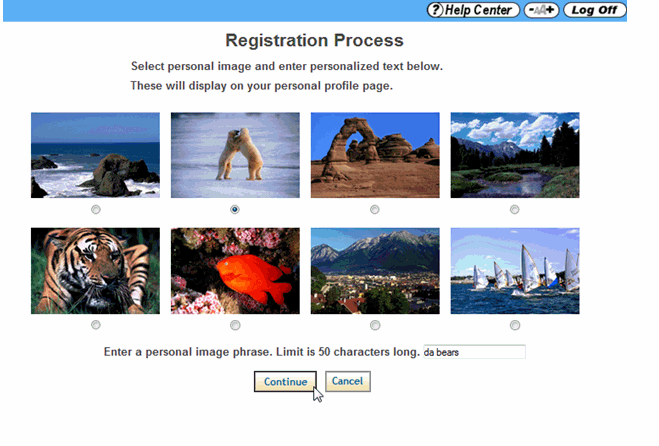 Help Center -AA+ Log Off
Registration Process
Select personal image and enter personalized text below.
These will display on your personal profile page.
Enter a personal image phrase. Limit is 50 characters long. da bears
Continue Cancel